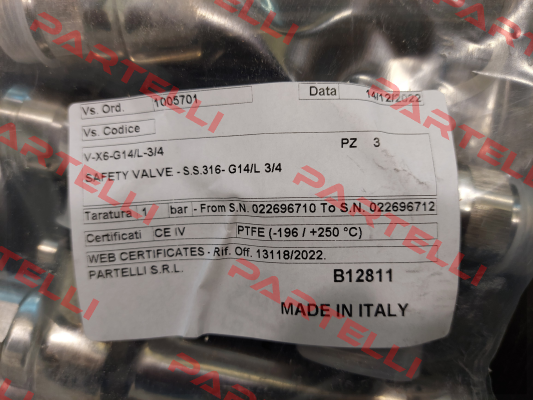 Vs. Ord. 1005701 Data 14/12/2022
Vs. Codice
V-X6-G14/L-3/4 PZ 3
SAFETY VALVE - S.S.316- G14/L 3/4
Taratura 1 bar - From S.N. 022696710 To S.N. 022696712
Certificati CE IV PTFE (-196 / +250 °C)
WEB CERTIFICATES - Rif. Off. 13118/2022.
PARTELLI S.R.L. B12811
MADE IN ITALY
PARTELLI
PARTELLI
PARTELLI
PARTELLI
PARTELLI
PARTELLI